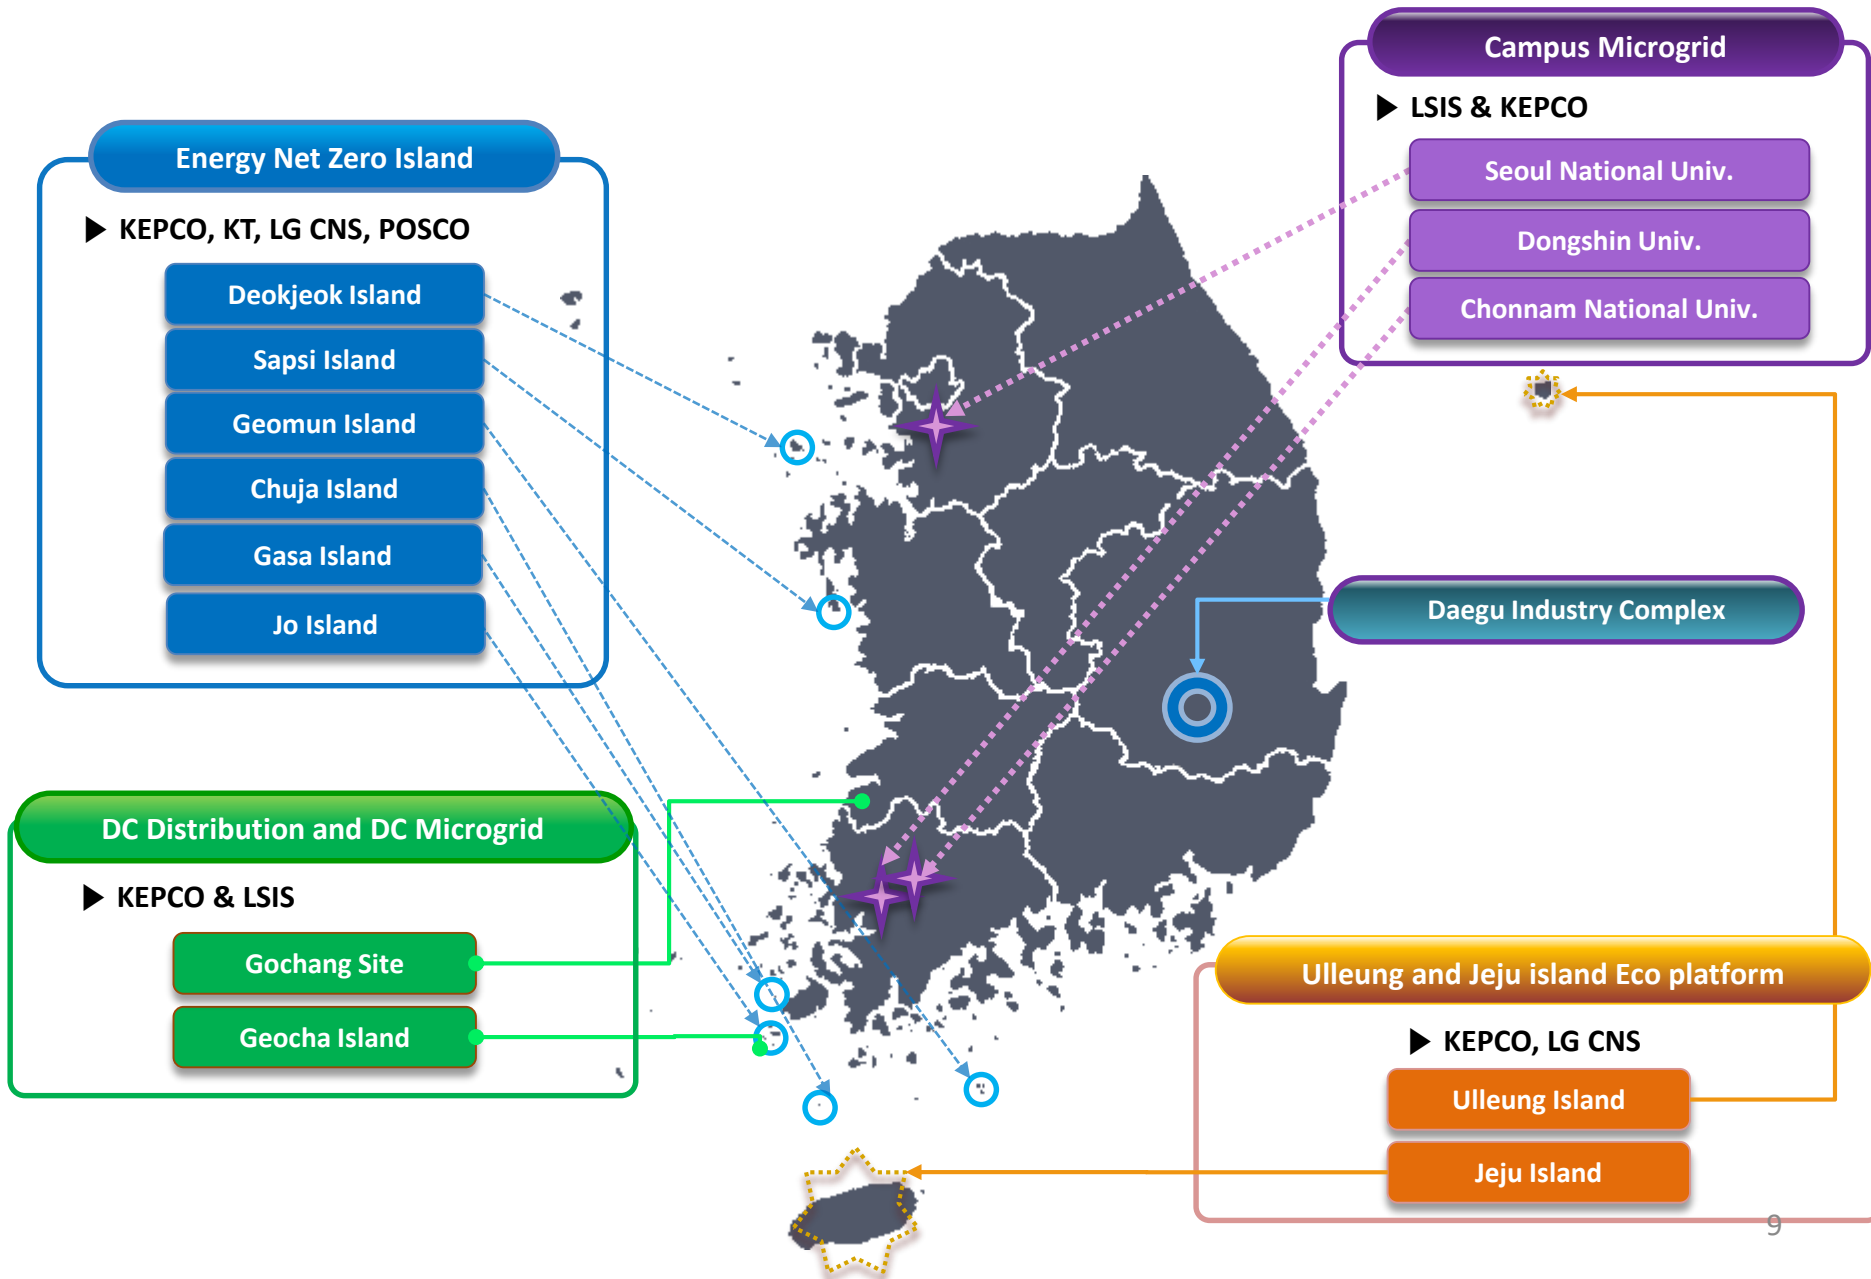 Campus Microgrid
▶ LSIS & KEPCO
Seoul National Univ.
Dongshin Univ.
Chonnam National Univ.
Energy Net Zero Island
▶ KEPCO, KT, LG CNS, POSCO
Deokjeok Island
Sapsi Island
Geomun Island
Chuja Island
Gasa Island
Jo Island
Daegu Industry Complex
DC Distribution and DC Microgrid
▶ KEPCO & LSIS
Gochang Site
Geocha Island
Ulleung and Jeju island Eco platform
▶ KEPCO, LG CNS
Ulleung Island
Jeju Island
9